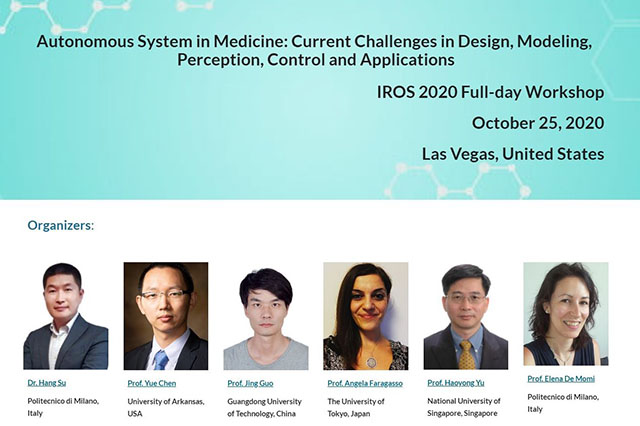 Autonomous System in Medicine: Current Challenges in Design, Modeling,
Perception, Control and Applications
IROS 2020 Full-day Workshop
October 25, 2020
Las Vegas, United States
Organizers:
Dr. Hang Su
Politecnico di Milano,
Italy
Prof. Yue Chen
University of Arkansas,
USA
Prof. Jing Guo
Guangdong University
of Technology, China
Prof. Angela Faragasso
The University of
Tokyo, Japan
Prof. Haoyong Yu
National University of
Singapore, Singapore
Prof. Elena De Momi
Politecnico di Milano,
Italy